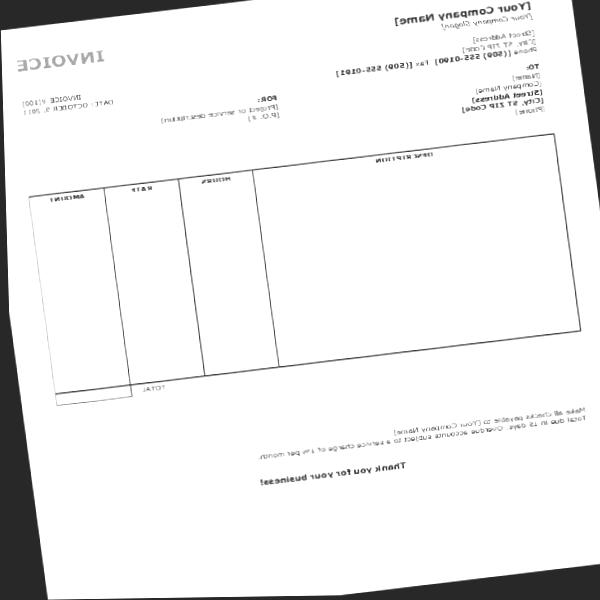 [Your Company Name]
[Your Company Slogan]
INVOICE
[Street Address]
[City, ST ZIP Code]
Phone [(509) 555-0190] Fax [(509) 555-0191]
INVOICE #[100]
DATE: OCTOBER 9, 2011
TO:
[Name]
[Company Name]
[Street Address]
[City, ST ZIP Code]
[Phone]
FOR:
[Project or service description]
[P.O. #]
DESCRIPTION
HOURS
RATE
AMOUNT
TOTAL
Make all checks payable to [Your Company Name]
Total due in 15 days. Overdue accounts subject to a service charge of 1% per month.
Thank you for your business!